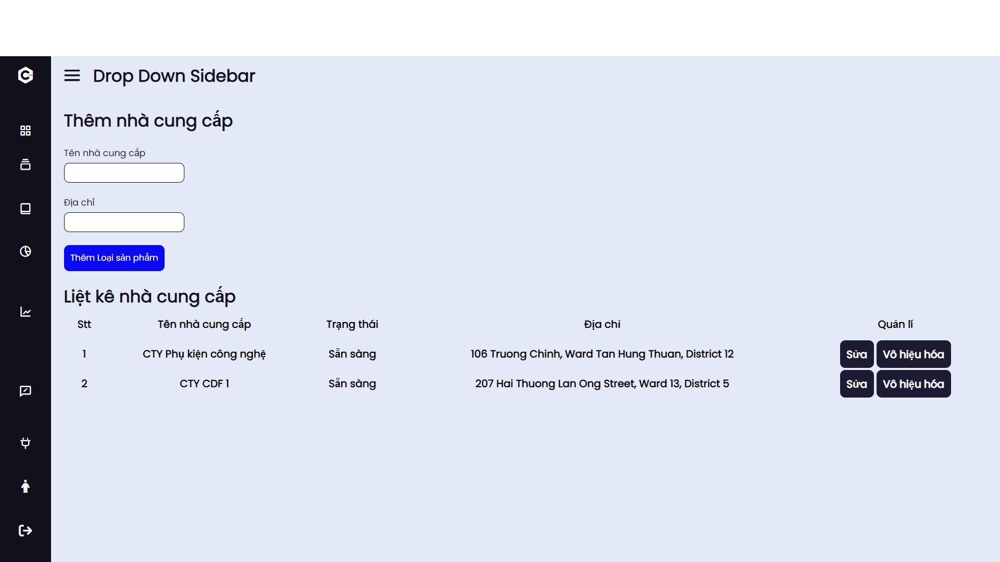 Drop Down Sidebar
Thêm nhà cung cấp
Tên nhà cung cấp
Địa chỉ
Thêm Loại sản phẩm
Liệt kê nhà cung cấp
Stt Tên nhà cung cấp Trạng thái Địa chỉ Quản lí
1 CTY Phụ kiện công nghệ Sẵn sàng 106 Truong Chinh, Ward Tan Hung Thuan, District 12 Sửa Vô hiệu hóa
2 CTY CDF 1 Sẵn sàng 207 Hai Thuong Lan Ong Street, Ward 13, District 5 Sửa Vô hiệu hóa